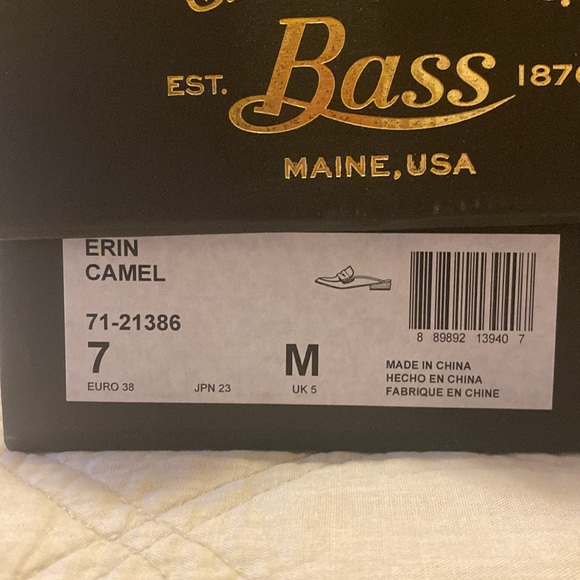 EST. Bass 187
MAINE, USA
ERIN
CAMEL
71-21386
7 M
EURO 38 JPN 23 UK 5
8 89892 13940 7
MADE IN CHINA
HECHO EN CHINA
FABRIQUE EN CHINE